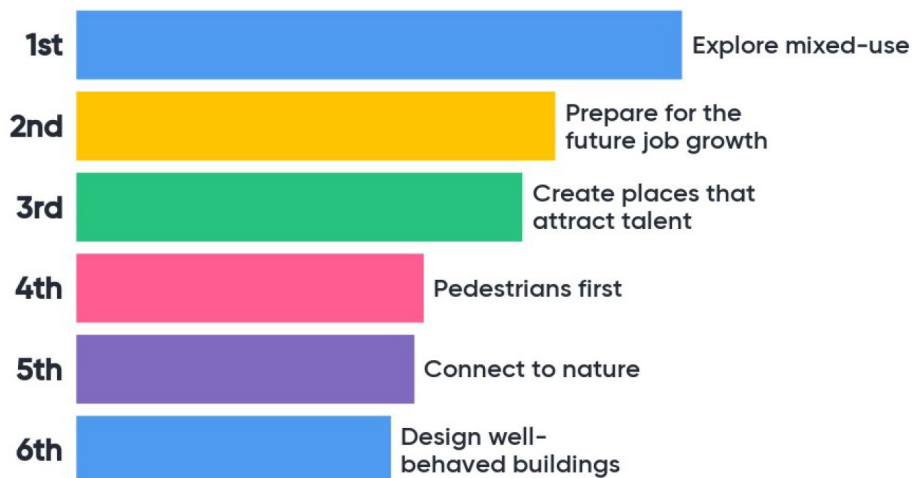 1st
Explore mixed-use
2nd
Prepare for the
future job growth
3rd
Create places that
attract talent
4th
Pedestrians first
5th
Connect to nature
6th
Design well-
behaved buildings